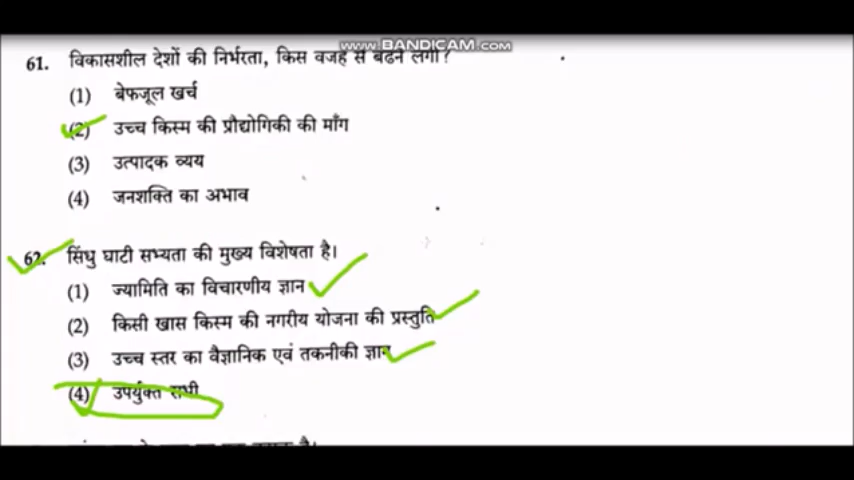 www.BANDICAM.com
61. विकासशील देशों की निर्भरता, किस वजह से बढने लगी?
(1) बेफजूल खर्च
(2) उच्च किस्म की प्रौद्योगिकी की माँग
(3) उत्पादक व्यय
(4) जनशक्ति का अभाव
62. सिंधु घाटी सभ्यता की मुख्य विशेषता है।
(1) ज्यामिति का विचारणीय ज्ञान
(2) किसी खास किस्म की नगरीय योजना की प्रस्तुति
(3) उच्च स्तर का वैज्ञानिक एवं तकनीकी ज्ञान
(4) उपर्युक्त सभी